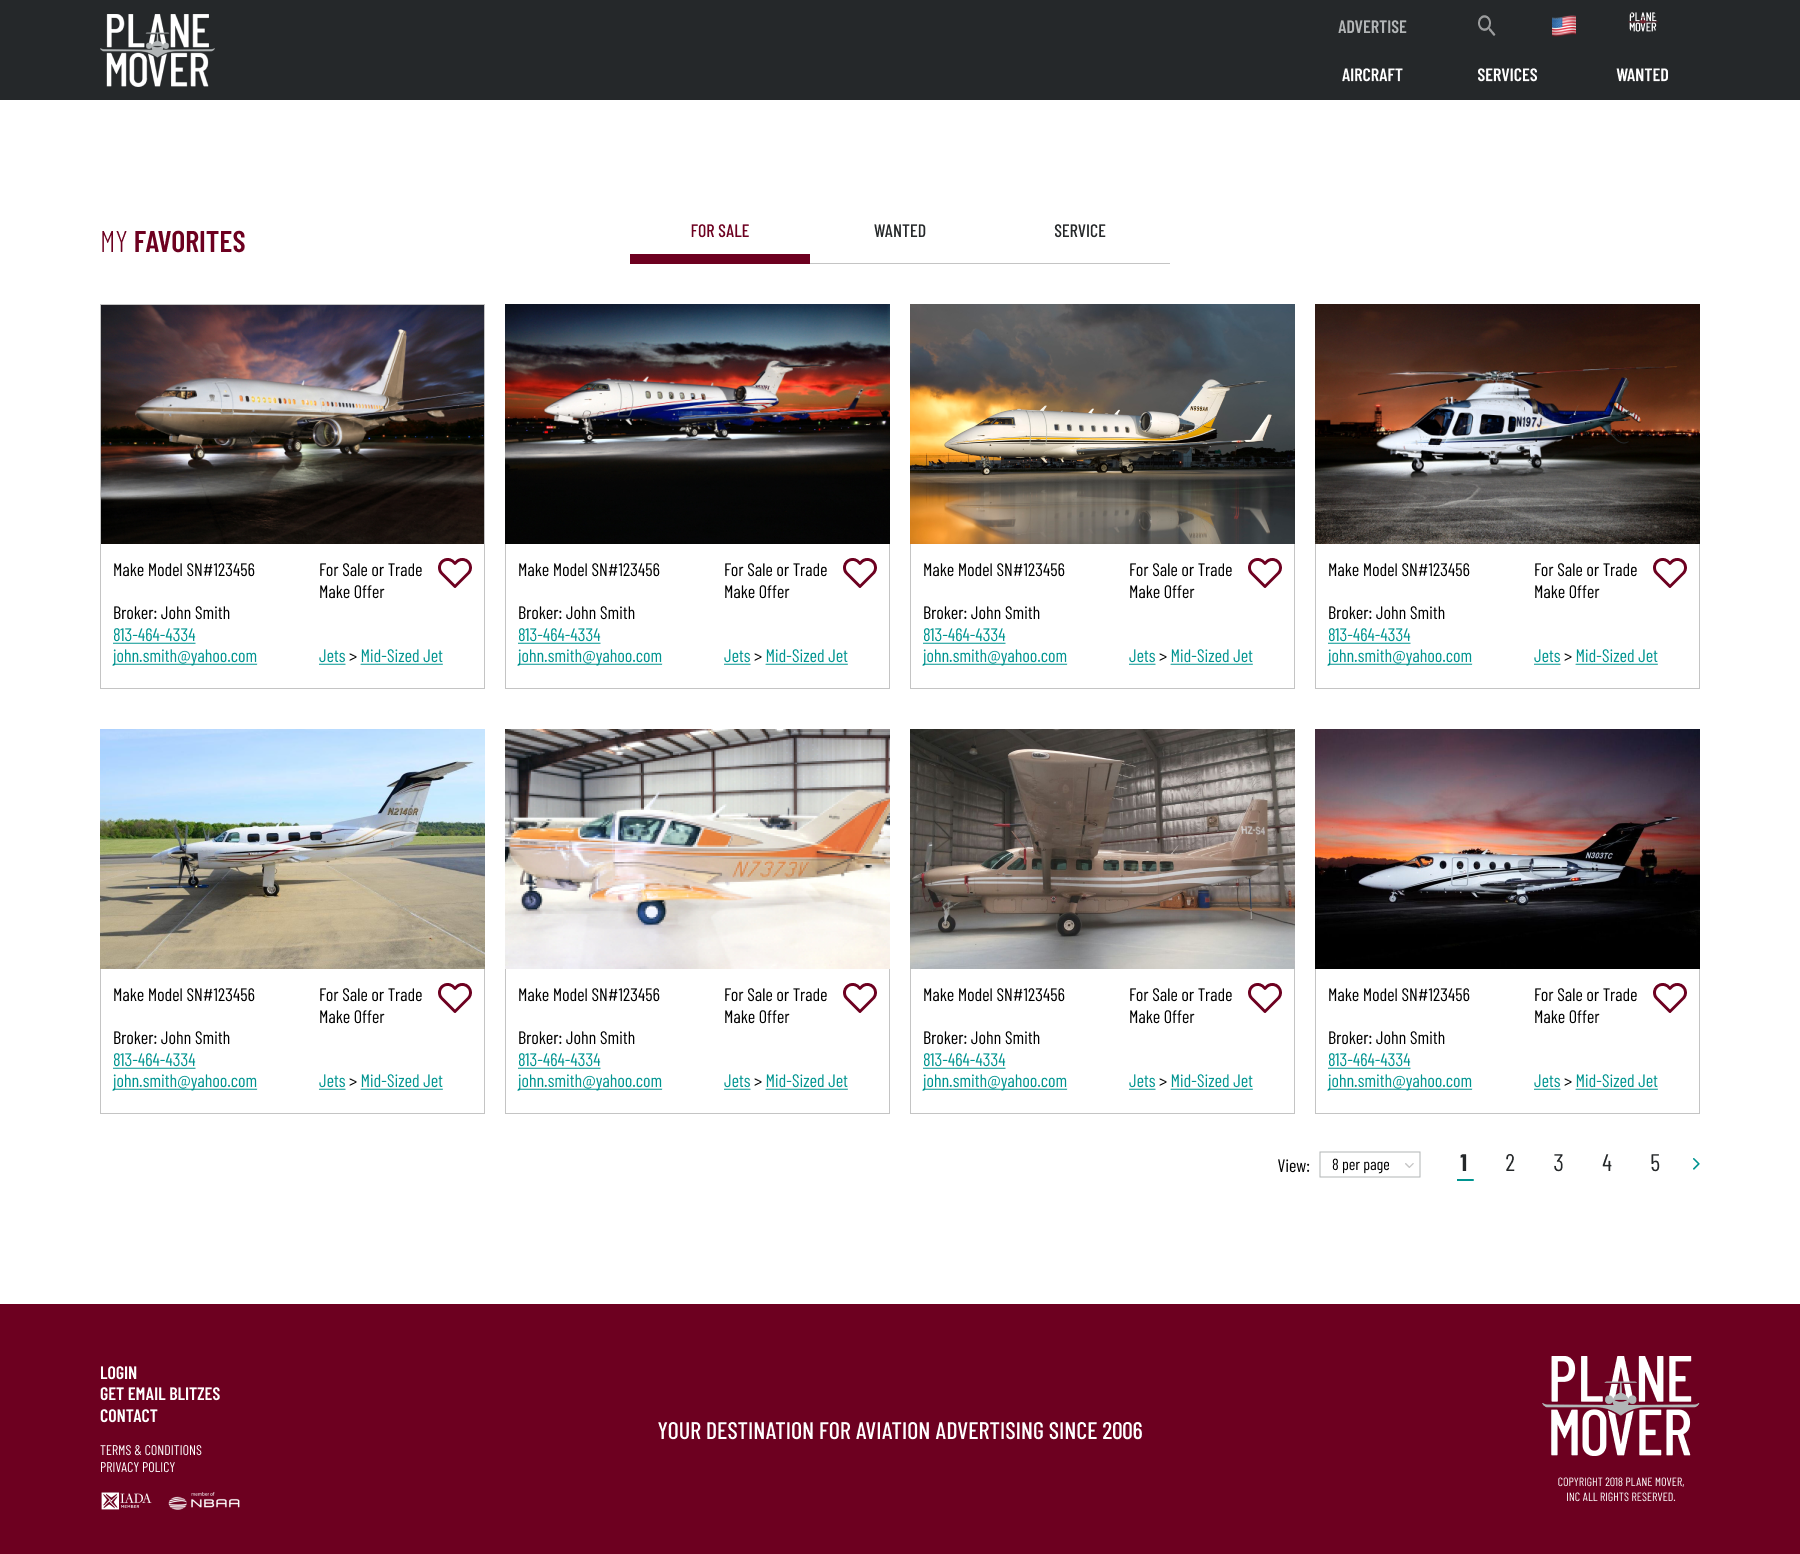 PLANE
MOVER
ADVERTISE
PLANE
MOVER
AIRCRAFT SERVICES WANTED
MY FAVORITES
FOR SALE WANTED SERVICE
N197J
Make Model SN#123456 For Sale or Trade
Make Offer
Broker: John Smith
813-464-4334
john.smith@yahoo.com Jets > Mid-Sized Jet
Make Model SN#123456 For Sale or Trade
Make Offer
Broker: John Smith
813-464-4334
john.smith@yahoo.com Jets > Mid-Sized Jet
Make Model SN#123456 For Sale or Trade
Make Offer
Broker: John Smith
813-464-4334
john.smith@yahoo.com Jets > Mid-Sized Jet
Make Model SN#123456 For Sale or Trade
Make Offer
Broker: John Smith
813-464-4334
john.smith@yahoo.com Jets > Mid-Sized Jet
N7373V
HZ-S4
N303TC
Make Model SN#123456 For Sale or Trade
Make Offer
Broker: John Smith
813-464-4334
john.smith@yahoo.com Jets > Mid-Sized Jet
Make Model SN#123456 For Sale or Trade
Make Offer
Broker: John Smith
813-464-4334
john.smith@yahoo.com Jets > Mid-Sized Jet
Make Model SN#123456 For Sale or Trade
Make Offer
Broker: John Smith
813-464-4334
john.smith@yahoo.com Jets > Mid-Sized Jet
Make Model SN#123456 For Sale or Trade
Make Offer
Broker: John Smith
813-464-4334
john.smith@yahoo.com Jets > Mid-Sized Jet
View: 8 per page 1 2 3 4 5
LOGIN
GET EMAIL BLITZES
CONTACT
TERMS & CONDITIONS
PRIVACY POLICY
IADA
MEMBER
member of
NBAA
YOUR DESTINATION FOR AVIATION ADVERTISING SINCE 2006
PLANE
MOVER
COPYRIGHT 2018 PLANE MOVER,
INC ALL RIGHTS RESERVED.